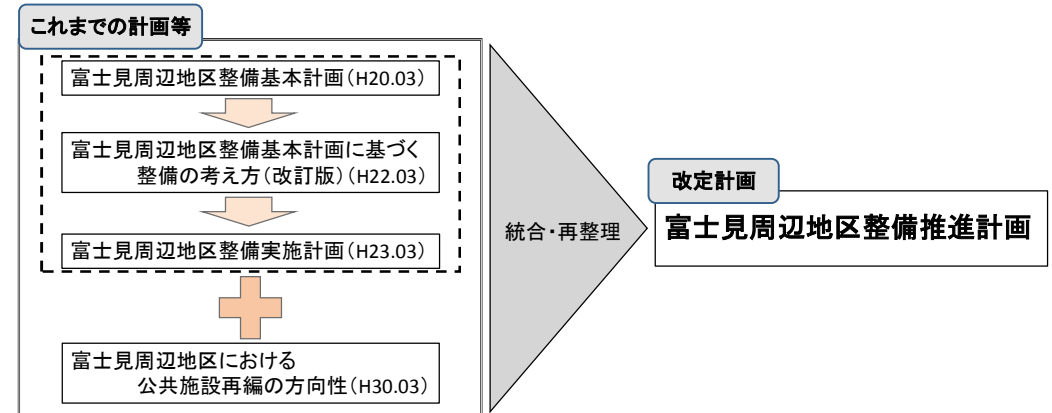 これまでの計画等
富士見周辺地区整備基本計画(H20.03)
富士見周辺地区整備基本計画に基づく
整備の考え方(改訂版)(H22.03)
富士見周辺地区整備実施計画(H23.03)
富士見周辺地区における
公共施設再編の方向性(H30.03)
統合・再整理
改定計画
富士見周辺地区整備推進計画